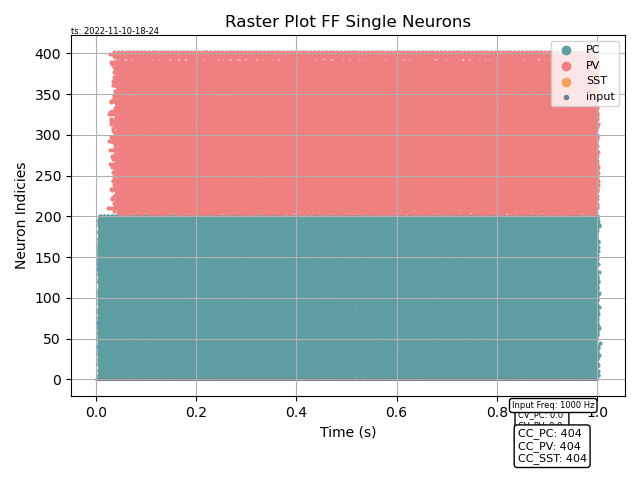 Raster Plot FF Single Neurons
ts: 2022-11-10-18-24
PC
PV
SST
input
Neuron Indicies
400
350
300
250
200
150
100
50
0
0.0 0.2 0.4 0.6 0.8 1.0
Time (s)
Input Freq: 1000 Hz
CV_PC: 0.0
CC_PC: 404
CC_PV: 404
CC_SST: 404